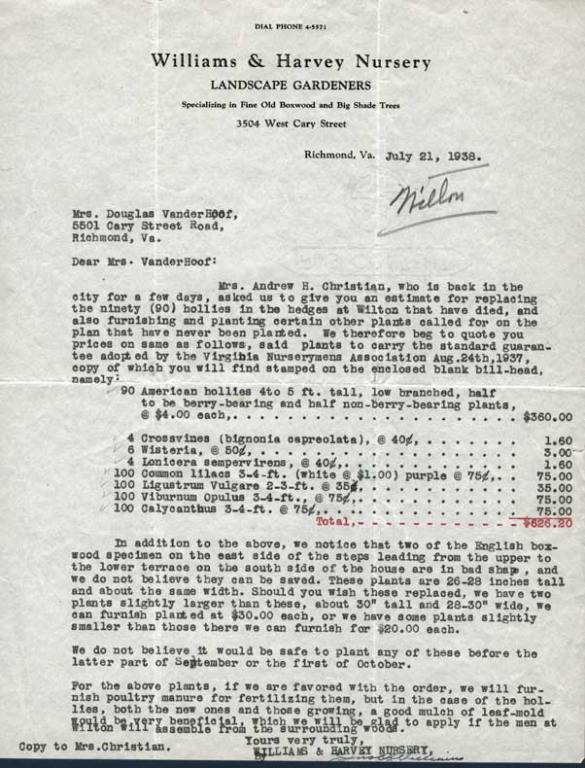 DIAL PHONE 4-5571
Williams & Harvey Nursery
LANDSCAPE GARDENERS
Specializing in Fine Old Boxwood and Big Shade Trees
3504 West Cary Street
Richmond, Va. July 21, 1938.
Wilton
Mrs. Douglas VanderHoof,
5501 Cary Street Road,
Richmond, Va.
Dear Mrs. VanderHoof:
Mrs. Andrew H. Christian, who is back in the
city for a few days, asked us to give you an estimate for replacing
the ninety (90) hollies in the hedges at Wilton that have died, and
also furnishing and planting certain other plants called for on the
plan that have never been planted. We therefore beg to quote you
prices on same as follows, said plants to carry the standard guaran-
tee adopted by the Virginia Nurserymens Association Aug.24th,1937,
copy of which you will find stamped on the enclosed blank bill-head,
namely:
90 American hollies 4to 5 ft. tall, low branched, half
to be berry-bearing and half non-berry-bearing plants,
@ $4.00 each,. . . . . . . . . . . . . . . . . . . . $360.00
4 Crossvines (bignonia capreolata), @ 40¢, . . . . . . . 1.60
6 Wisteria, @ 50¢, . . . . . . . . . . . . . . . . . . . 3.00
4 Lonicera sempervirens, @ 40¢,. . . . . . . . . . . . . 1.60
100 Common lilacs 3-4-ft. (white @ $1.00) purple @ 75¢,. . 75.00
100 Ligustrum Vulgare 2-3-ft. @ 35¢, . . . . . . . . . . . 35.00
100 Viburnum Opulus 3-4-ft., @ 75¢,. . . . . . . . . . . . 75.00
100 Calycanthus 3-4-ft. @ 75¢, . . . . . . . . . . . . . . 75.00
Total,- - - - - - - - - - - - - $626.20
In addition to the above, we notice that two of the English box-
wood specimen on the east side of the steps leading from the upper to
the lower terrace on the south side of the house are in bad shape, and
we do not believe they can be saved. These plants are 26-28 inches tall
and about the same width. Should you wish these replaced, we have two
plants slightly larger than these, about 30" tall and 28-30" wide, we
can furnish planted at $30.00 each, or we have some plants slightly
smaller than those there we can furnish for $20.00 each.
We do not believe it would be safe to plant any of these before the
latter part of September or the first of October.
For the above plants, if we are favored with the order, we will fur-
nish poultry manure for fertilizing them, but in the case of the hol-
lies, both the new ones and those growing, a good mulch of leaf-mold
would be very beneficial, which we will be glad to apply if the men at
Wilton will assemble from the surrounding woods.
Yours very truly,
Copy to Mrs.Christian. WILLIAMS & HARVEY NURSERY,
By